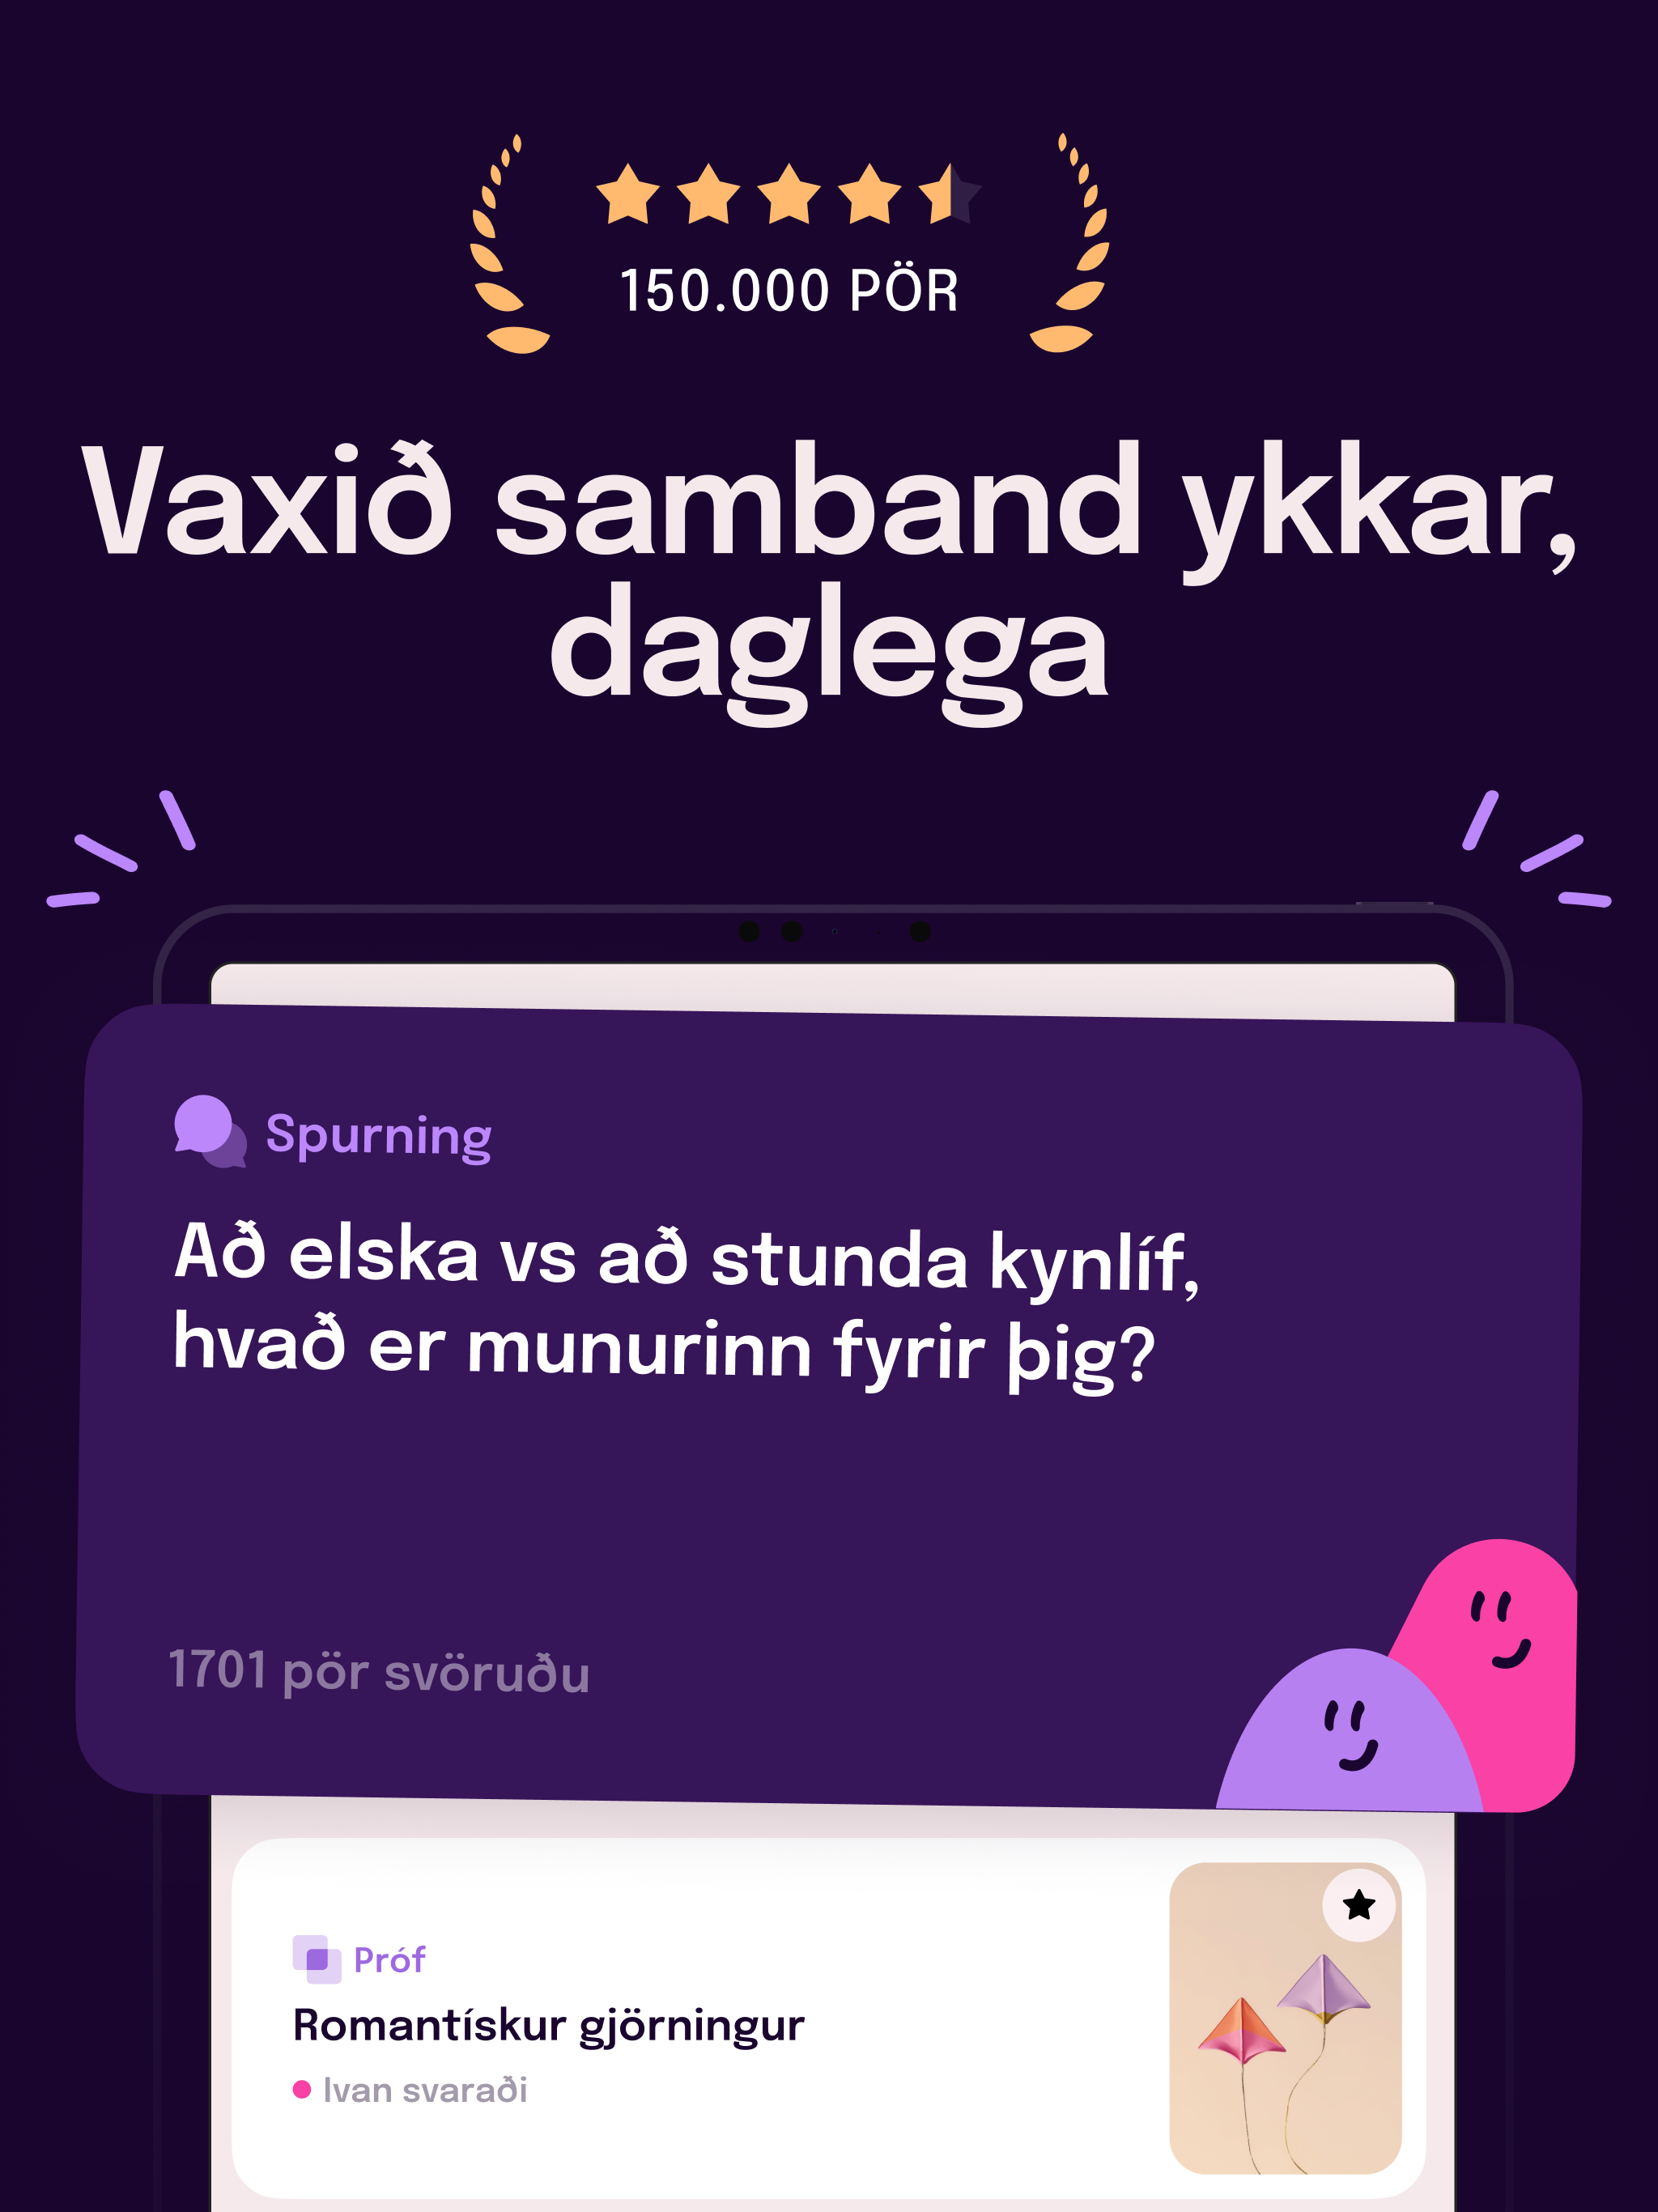 150.000 PÖR
Vaxið samband ykkar,
daglega
Spurning
Að elska vs að stunda kynlíf,
hvað er munurinn fyrir þig?
1701 pör svöruðu
Próf
Romantískur gjörningur
Ivan svaraði